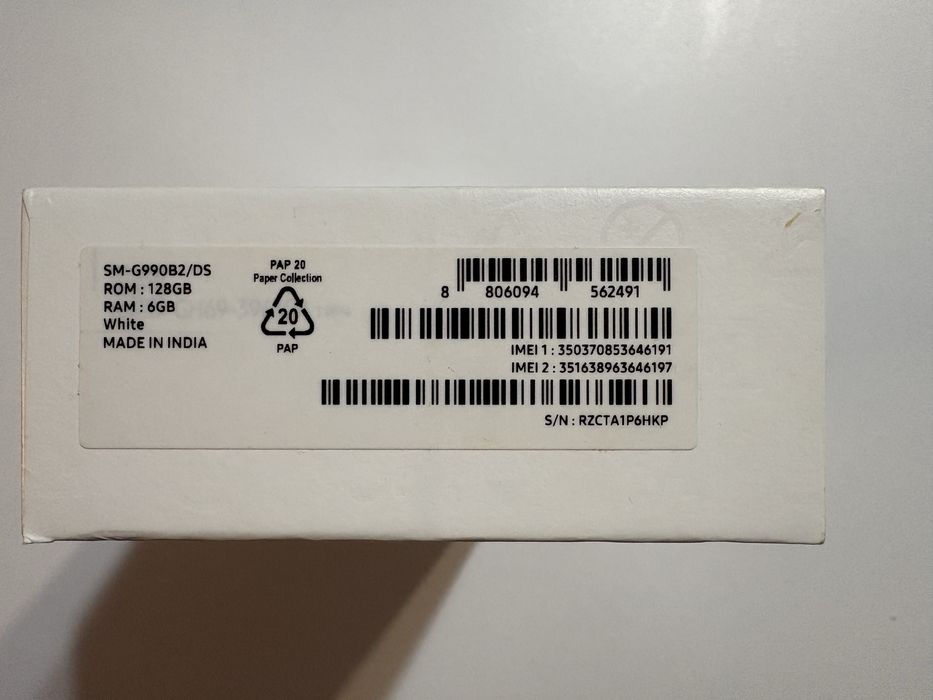 SM-G990B2/DS
ROM : 128GB
RAM : 6GB
White
MADE IN INDIA
PAP 20
Paper Collection
20
PAP
8 806094 562491
IMEI 1 : 350370853646191
IMEI 2 : 351638963646197
S/N : RZCTA1P6HKP